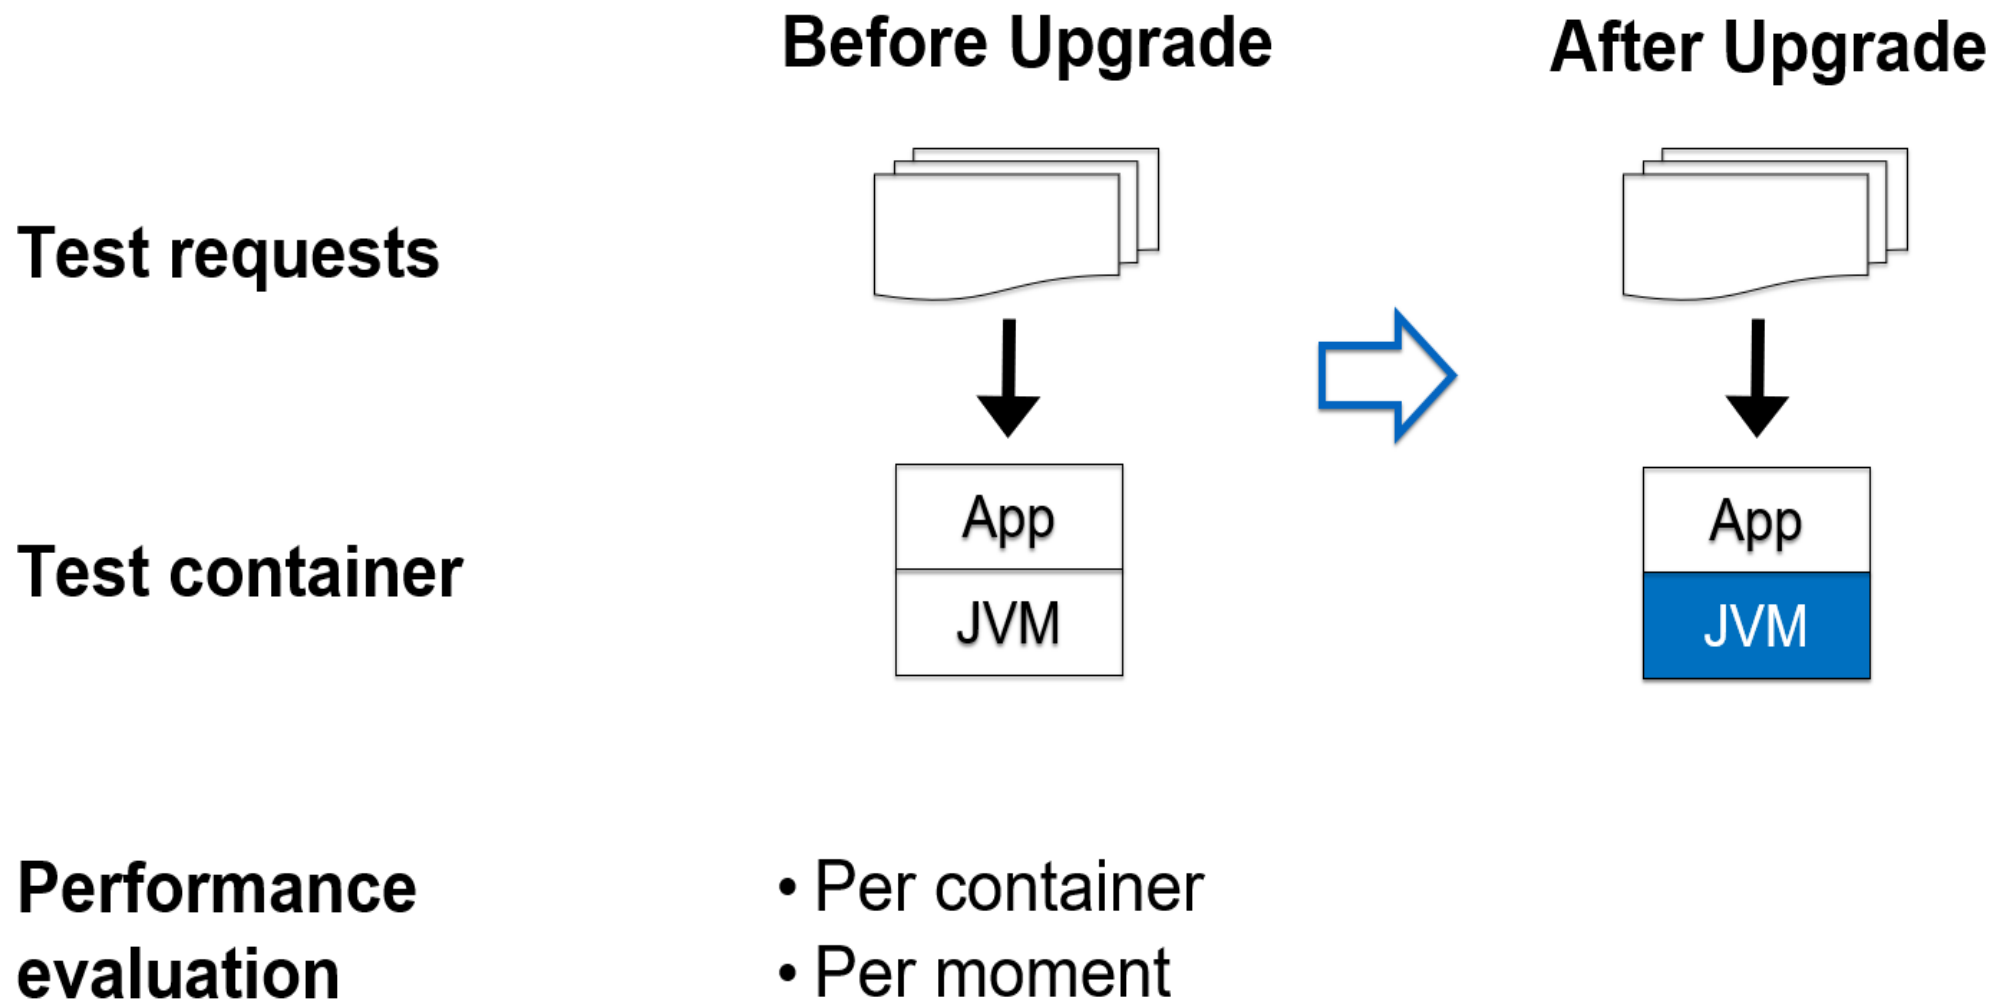 Before Upgrade
After Upgrade
Test requests
Test container
App
JVM
App
JVM
Performance
evaluation
• Per container
• Per moment